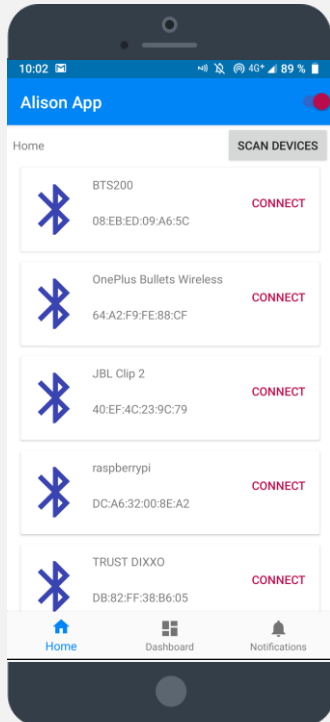 10:02 4G+ 89 %
Alison App
Home SCAN DEVICES
BTS200
CONNECT
08:EB:ED:09:A6:5C
OnePlus Bullets Wireless
CONNECT
64:A2:F9:FE:88:CF
JBL Clip 2
CONNECT
40:EF:4C:23:9C:79
raspberrypi
CONNECT
DC:A6:32:00:8E:A2
TRUST DIXXO
CONNECT
DB:82:FF:38:B6:05
Home Dashboard Notifications